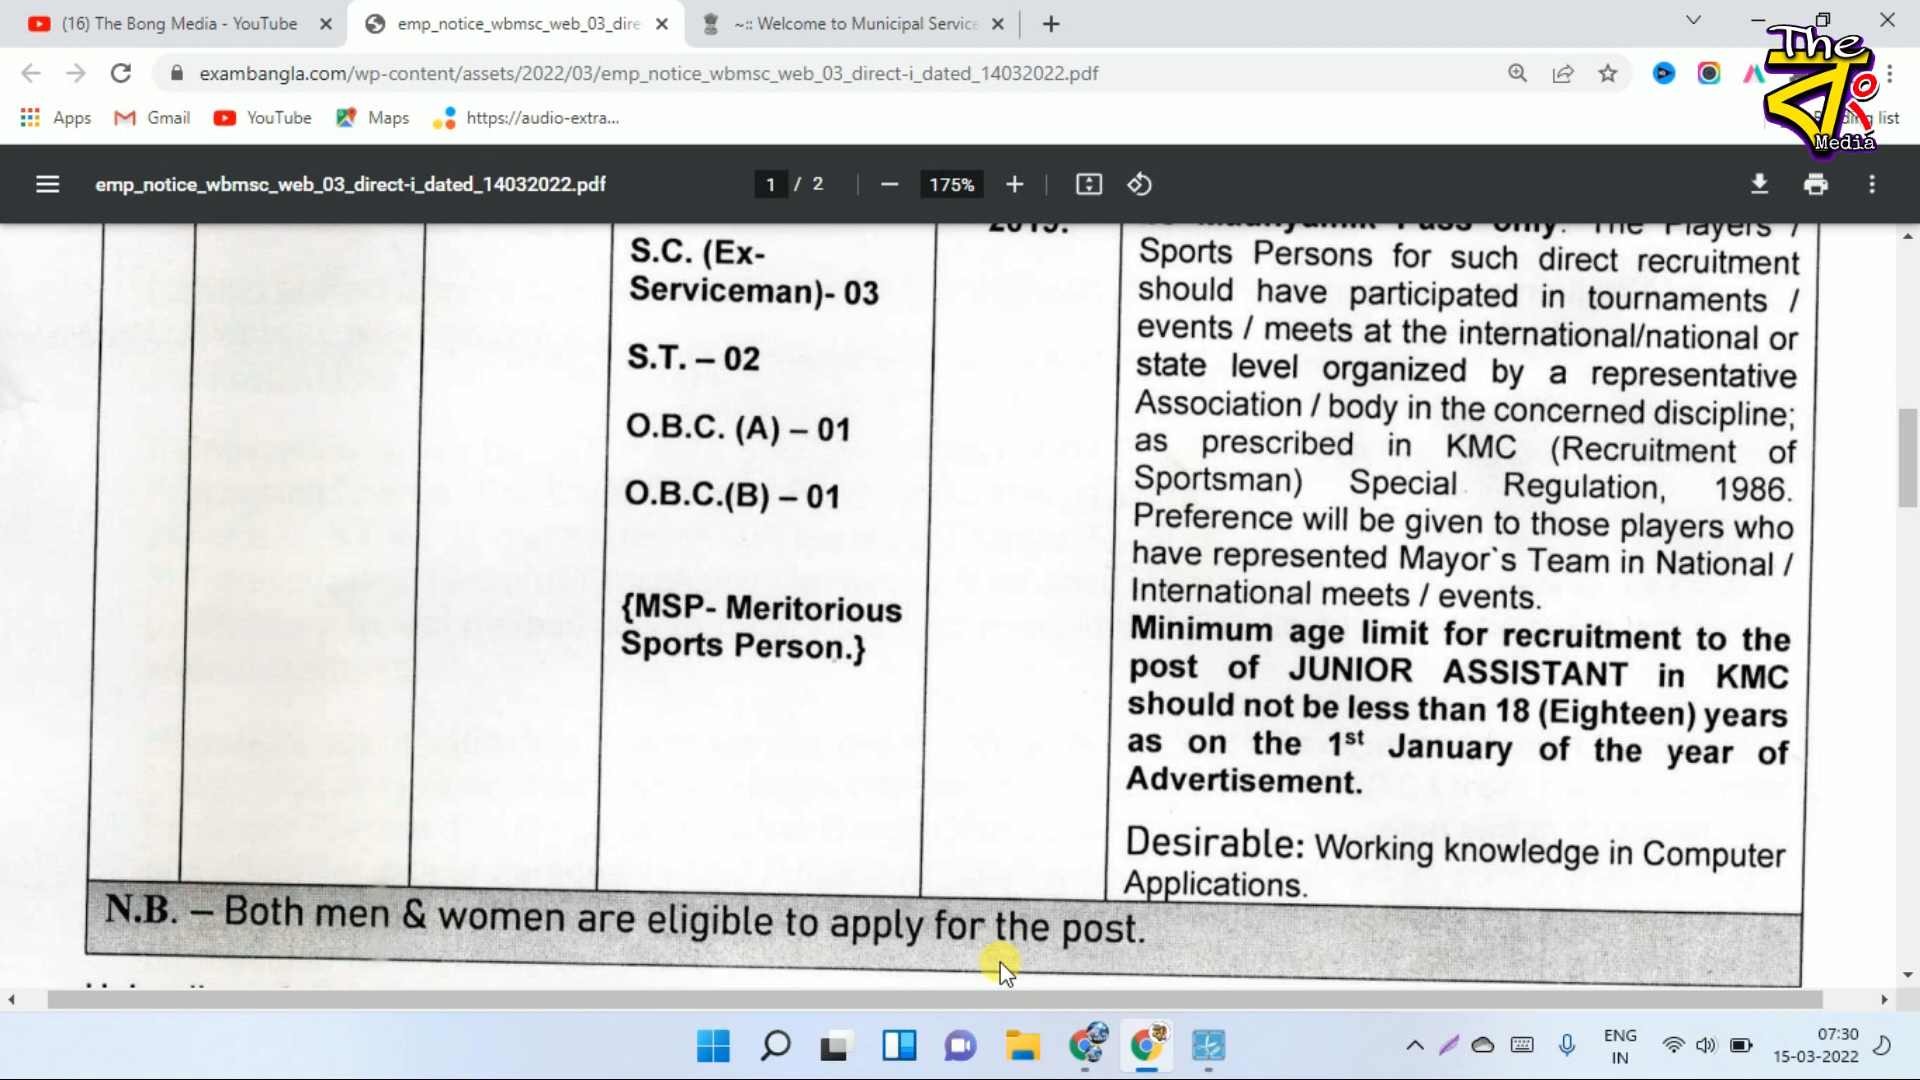 (16) The Bong Media - YouTube
emp_notice_wbmsc_web_03_dire
~:: Welcome to Municipal Service
exambangla.com/wp-content/assets/2022/03/emp_notice_wbmsc_web_03_direct-i_dated_14032022.pdf
The
Media
Apps
Gmail
YouTube
Maps
https://audio-extra...
list
emp_notice_wbmsc_web_03_direct-i_dated_14032022.pdf
1 / 2
175%
S.C. (Ex-
Serviceman)- 03
S.T. – 02
O.B.C. (A) – 01
O.B.C.(B) – 01
{MSP- Meritorious
Sports Person.}
2019.
Madhyamik Pass only. The Players /
Sports Persons for such direct recruitment
should have participated in tournaments /
events / meets at the international/national or
state level organized by a representative
Association / body in the concerned discipline;
as prescribed in KMC (Recruitment of
Sportsman) Special Regulation, 1986.
Preference will be given to those players who
have represented Mayor`s Team in National /
International meets / events.
Minimum age limit for recruitment to the
post of JUNIOR ASSISTANT in KMC
should not be less than 18 (Eighteen) years
as on the 1st January of the year of
Advertisement.
Desirable: Working knowledge in Computer
Applications.
N.B. – Both men & women are eligible to apply for the post.
ENG
IN
07:30
15-03-2022